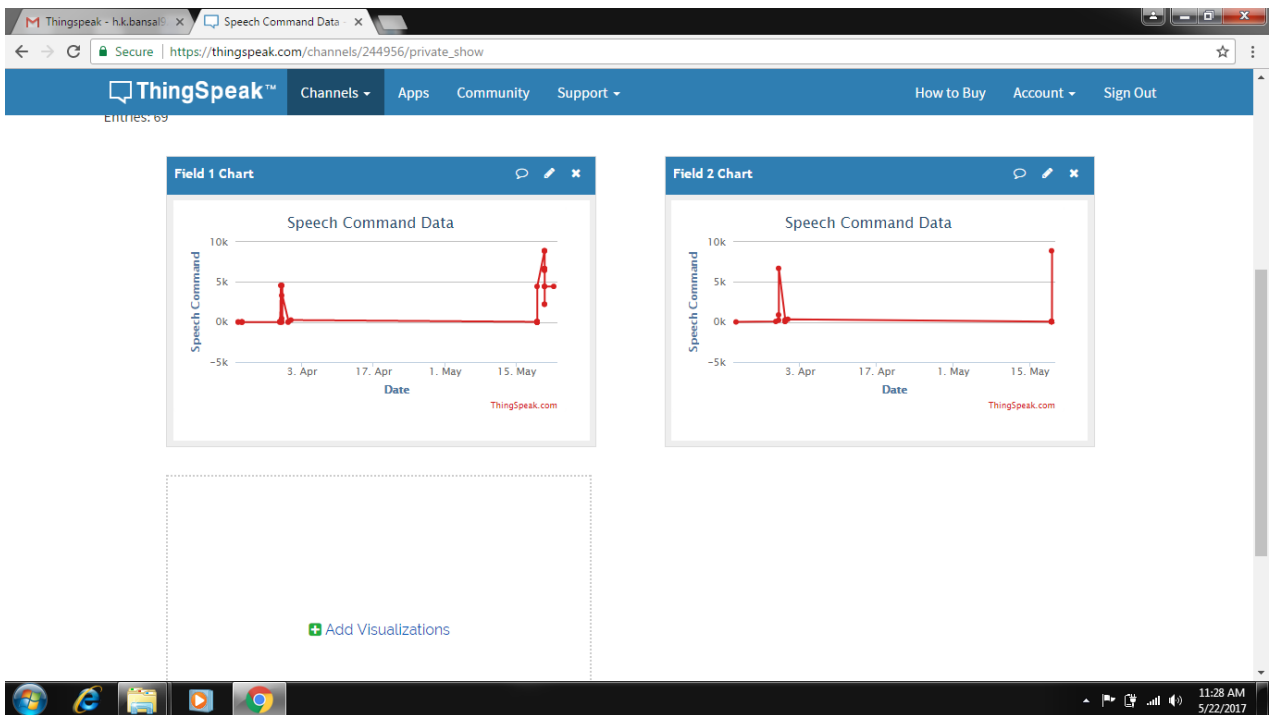 Thingspeak - h.k.bansal9
Speech Command Data -
Secure https://thingspeak.com/channels/244956/private_show
ThingSpeak™ Channels Apps Community Support How to Buy Account Sign Out
Entries: 69
Field 1 Chart
Speech Command Data
10k
5k
0k
-5k
Speech Command
3. Apr 17. Apr 1. May 15. May
Date
ThingSpeak.com
Field 2 Chart
Speech Command Data
10k
5k
0k
-5k
Speech Command
3. Apr 17. Apr 1. May 15. May
Date
ThingSpeak.com
Add Visualizations
11:28 AM
5/22/2017